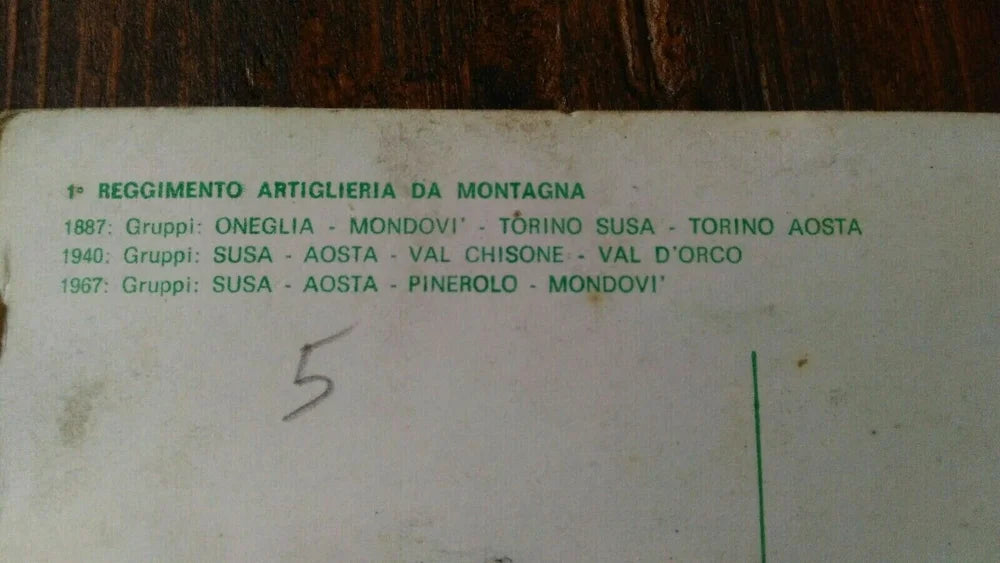 1° REGGIMENTO ARTIGLIERIA DA MONTAGNA
1887: Gruppi: ONEGLIA - MONDOVI' - TORINO SUSA - TORINO AOSTA
1940: Gruppi: SUSA - AOSTA - VAL CHISONE - VAL D'ORCO
1967: Gruppi: SUSA - AOSTA - PINEROLO - MONDOVI'
5